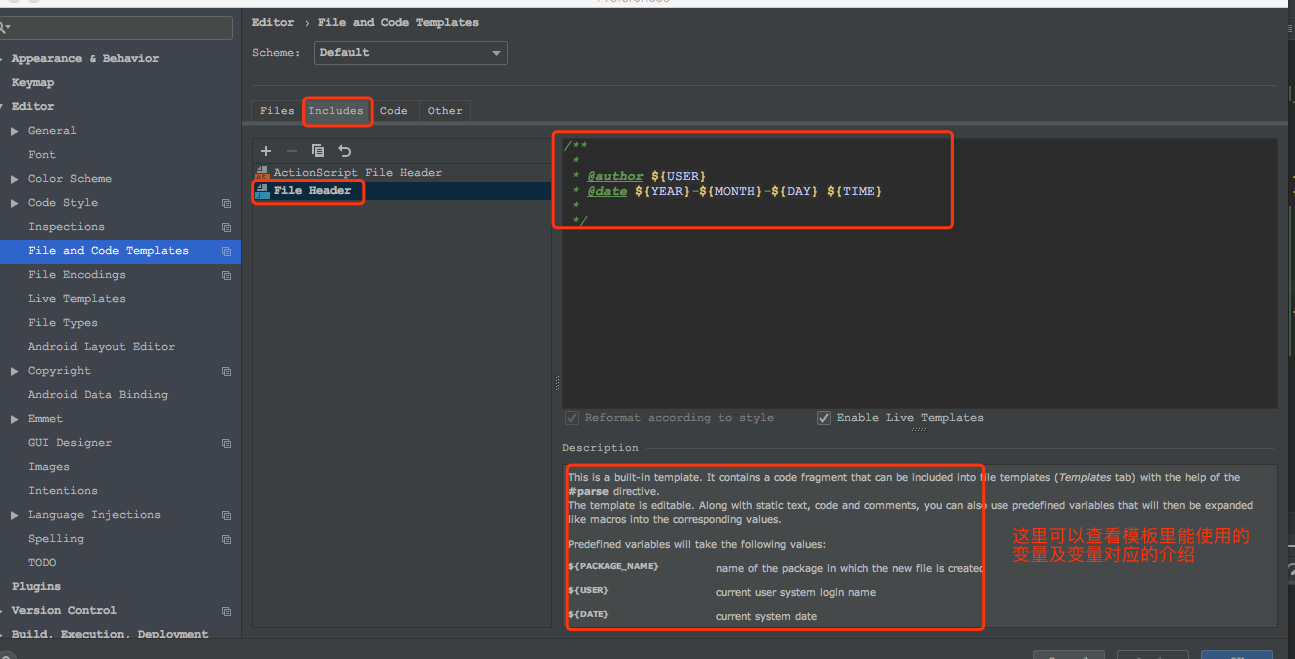 Editor › File and Code Templates
Scheme: Default
Appearance & Behavior
Keymap
Editor
General
Font
Color Scheme
Code Style
Inspections
File and Code Templates
File Encodings
Live Templates
File Types
Android Layout Editor
Copyright
Android Data Binding
Emmet
GUI Designer
Images
Intentions
Language Injections
Spelling
TODO
Plugins
Version Control
Build, Execution, Deployment
Files Includes Code Other
ActionScript File Header
File Header
/**
*
* @author ${USER}
* @date ${YEAR}-${MONTH}-${DAY} ${TIME}
*
*/
Reformat according to style Enable Live Templates
Description
This is a built-in template. It contains a code fragment that can be included into file templates (Templates tab) with the help of the
#parse directive.
The template is editable. Along with static text, code and comments, you can also use predefined variables that will then be expanded
like macros into the corresponding values.
Predefined variables will take the following values:
${PACKAGE_NAME} name of the package in which the new file is created
${USER} current user system login name
${DATE} current system date
这里可以查看模板里能使用的
变量及变量对应的介绍